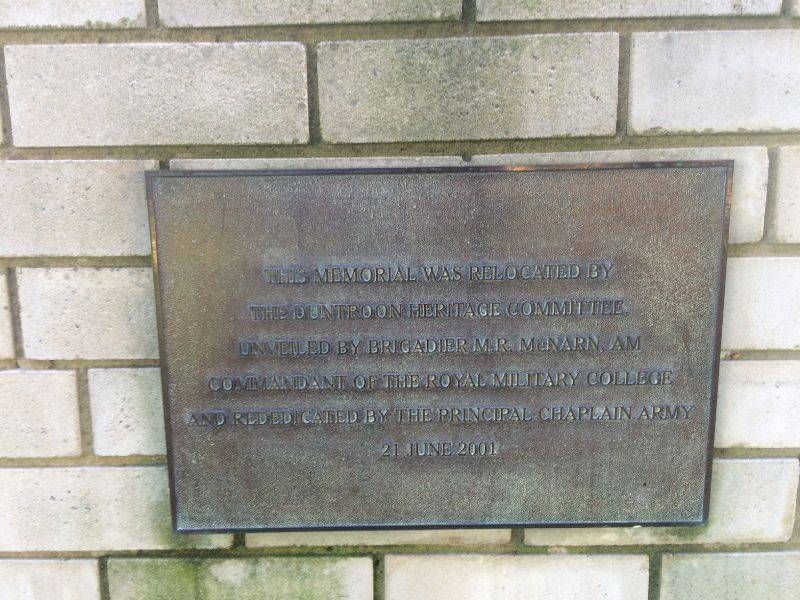 THIS MEMORIAL WAS RELOCATED BY
THE DUNTROON HERITAGE COMMITTEE,
UNVEILED BY BRIGADIER M.R. McNARN, AM
COMMANDANT OF THE ROYAL MILITARY COLLEGE
AND REDEDICATED BY THE PRINCIPAL CHAPLAIN ARMY
21 JUNE 2001